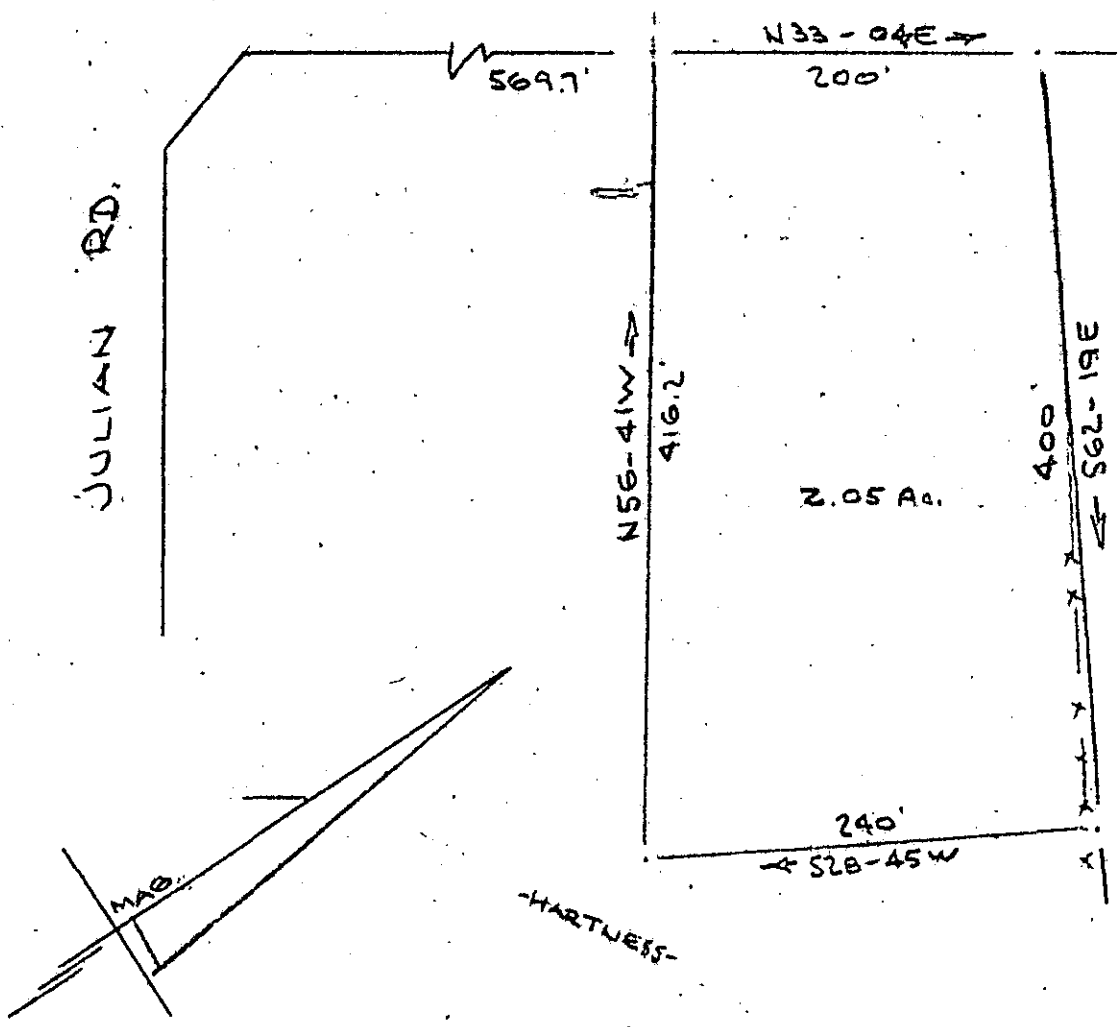 N33-04E →
569.7'
200'
JULIAN RD.
N56-41W →
416.2'
400'
← S62-19E
2.05 Ac.
240'
← S28-45W
MAG.
-HARTNESS-